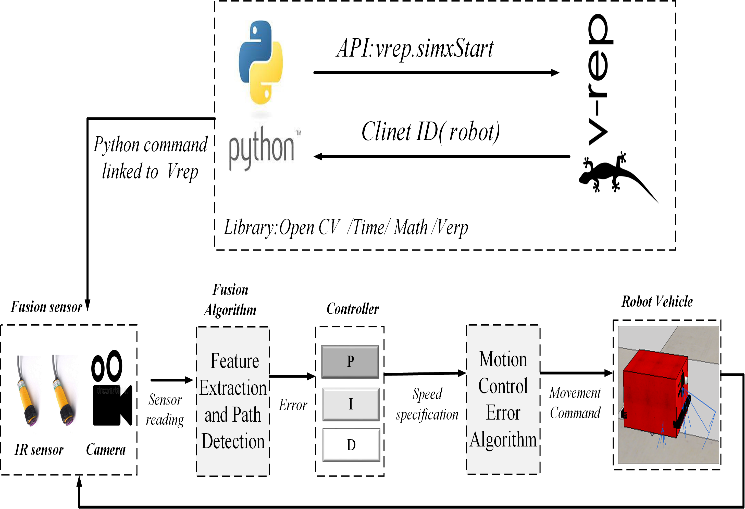 API:vrep.simxStart
v-rep
Clinet ID( robot)
python™
Python command
linked to Vrep
Library:Open CV /Time/ Math /Verp
Fusion sensor
Fusion
Algorithm
Controller
Robot Vehicle
Feature
Extraction
and Path
Detection
P
I
D
Motion
Control
Error
Algorithm
Sensor
reading
Error
Speed
specification
Movement
Command
IR sensor
Camera